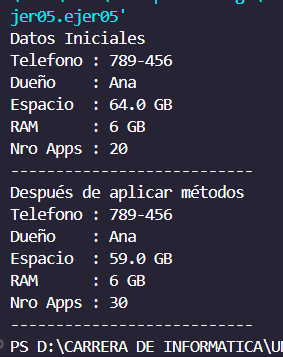 jer05.ejer05'
Datos Iniciales
Telefono : 789-456
Dueño    : Ana
Espacio  : 64.0 GB
RAM      : 6 GB
Nro Apps : 20
---------------------------
Después de aplicar métodos
Telefono : 789-456
Dueño    : Ana
Espacio  : 59.0 GB
RAM      : 6 GB
Nro Apps : 30
---------------------------
PS D:\CARRERA DE INFORMATICA\U